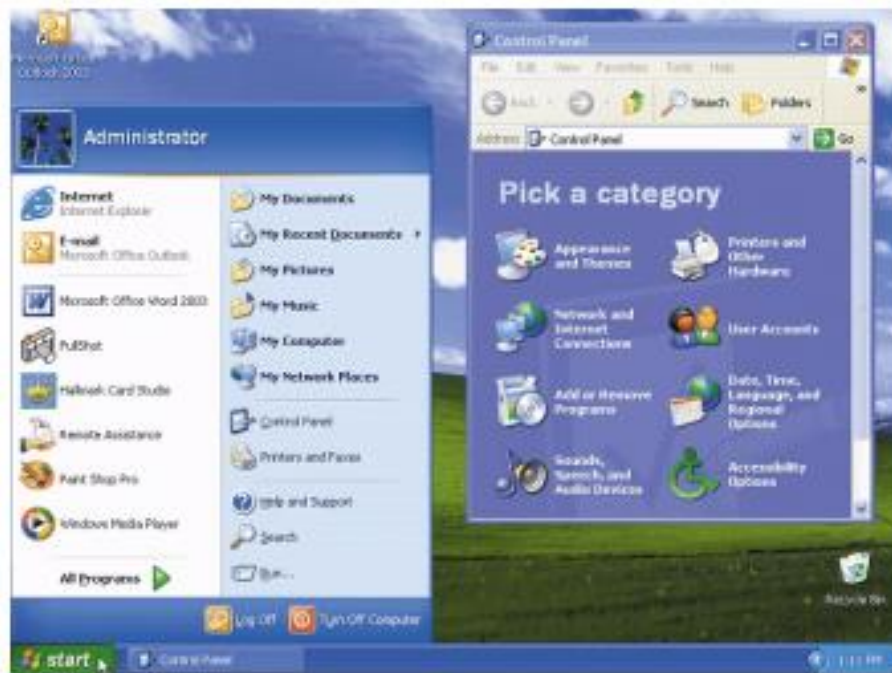 Outlook 2003
Administrator
Internet
Internet Explorer
E-mail
Microsoft Office Outlook
Microsoft Office Word 2003
FullShot
Hallmark Card Studio
Remote Assistance
Paint Shop Pro
Windows Media Player
All Programs
My Documents
My Recent Documents
My Pictures
My Music
My Computer
My Network Places
Control Panel
Printers and Faxes
Help and Support
Search
Run...
Log Off
Turn Off Computer
Control Panel
File Edit View Favorites Tools Help
Back
Search
Folders
Address
Control Panel
Go
Pick a category
Appearance
and Themes
Printers and
Other
Hardware
Network and
Internet
Connections
User Accounts
Add or Remove
Programs
Date, Time,
Language, and
Regional
Options
Sounds,
Speech, and
Audio Devices
Accessibility
Options
Recycle Bin
start
Control Panel